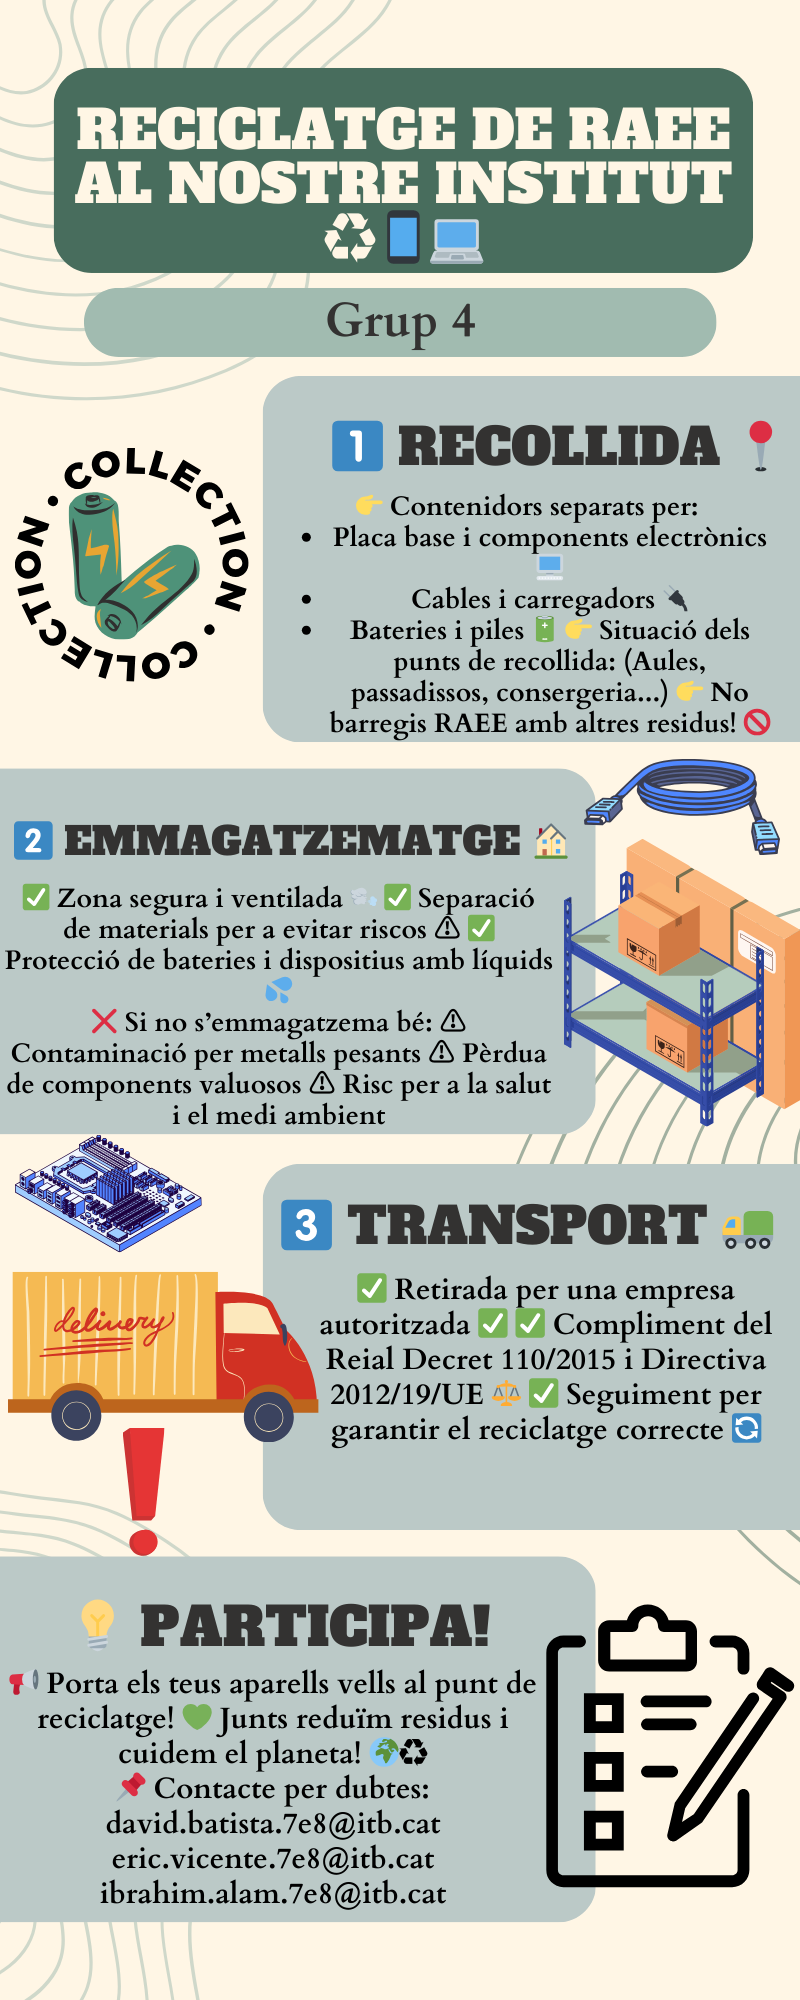 RECICLATGE DE RAEE
AL NOSTRE INSTITUT
♻️📱💻
Grup 4
COLLECTION · COLLECTION ·
1️⃣ RECOLLIDA 📍
👉 Contenidors separats per:
• Placa base i components electrònics
💻
• Cables i carregadors 🔌
• Bateries i piles 🔋 👉 Situació dels
punts de recollida: (Aules,
passadissos, consergeria...) 👉 No
barregis RAEE amb altres residus! 🚫
2️⃣ EMMAGATZEMATGE 🏠
✅ Zona segura i ventilada 🌬️ ✅ Separació
de materials per a evitar riscos ⚠ ✅
Protecció de bateries i dispositius amb líquids
💦
❌ Si no s’emmagatzema bé: ⚠
Contaminació per metalls pesants ⚠ Pèrdua
de components valuosos ⚠ Risc per a la salut
i el medi ambient
3️⃣ TRANSPORT 🚛
delivery
✅ Retirada per una empresa
autoritzada ✅ ✅ Compliment del
Reial Decret 110/2015 i Directiva
2012/19/UE ⚖️ ✅ Seguiment per
garantir el reciclatge correcte 🔄
💡 PARTICIPA!
📢 Porta els teus aparells vells al punt de
reciclatge! 💚 Junts reduïm residus i
cuidem el planeta! 🌍♻
📌 Contacte per dubtes:
david.batista.7e8@itb.cat
eric.vicente.7e8@itb.cat
ibrahim.alam.7e8@itb.cat